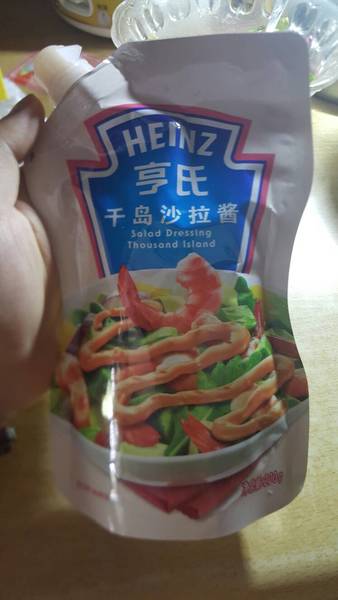 HEINZ
亨氏
千岛沙拉酱
Salad Dressing
Thousand Island